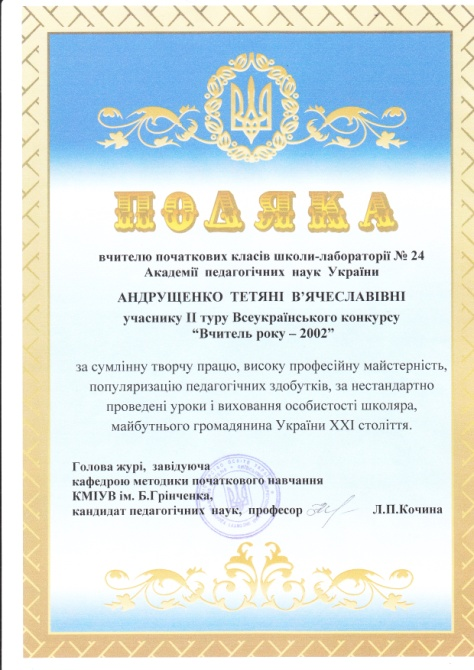 ПОДЯКА
вчителю початкових класів школи-лабораторії № 24
Академії педагогічних наук України
АНДРУЩЕНКО ТЕТЯНІ В’ЯЧЕСЛАВІВНІ
учаснику ІІ туру Всеукраїнського конкурсу
“Вчитель року – 2002”
за сумлінну творчу працю, високу професійну майстерність,
популяризацію педагогічних здобутків, за нестандартно
проведені уроки і виховання особистості школяра,
майбутнього громадянина України ХХІ століття.
Голова журі, завідуюча
кафедрою методики початкового навчання
КМІУВ ім. Б.Грінченка,
кандидат педагогічних наук, професор Л.П.Кочина